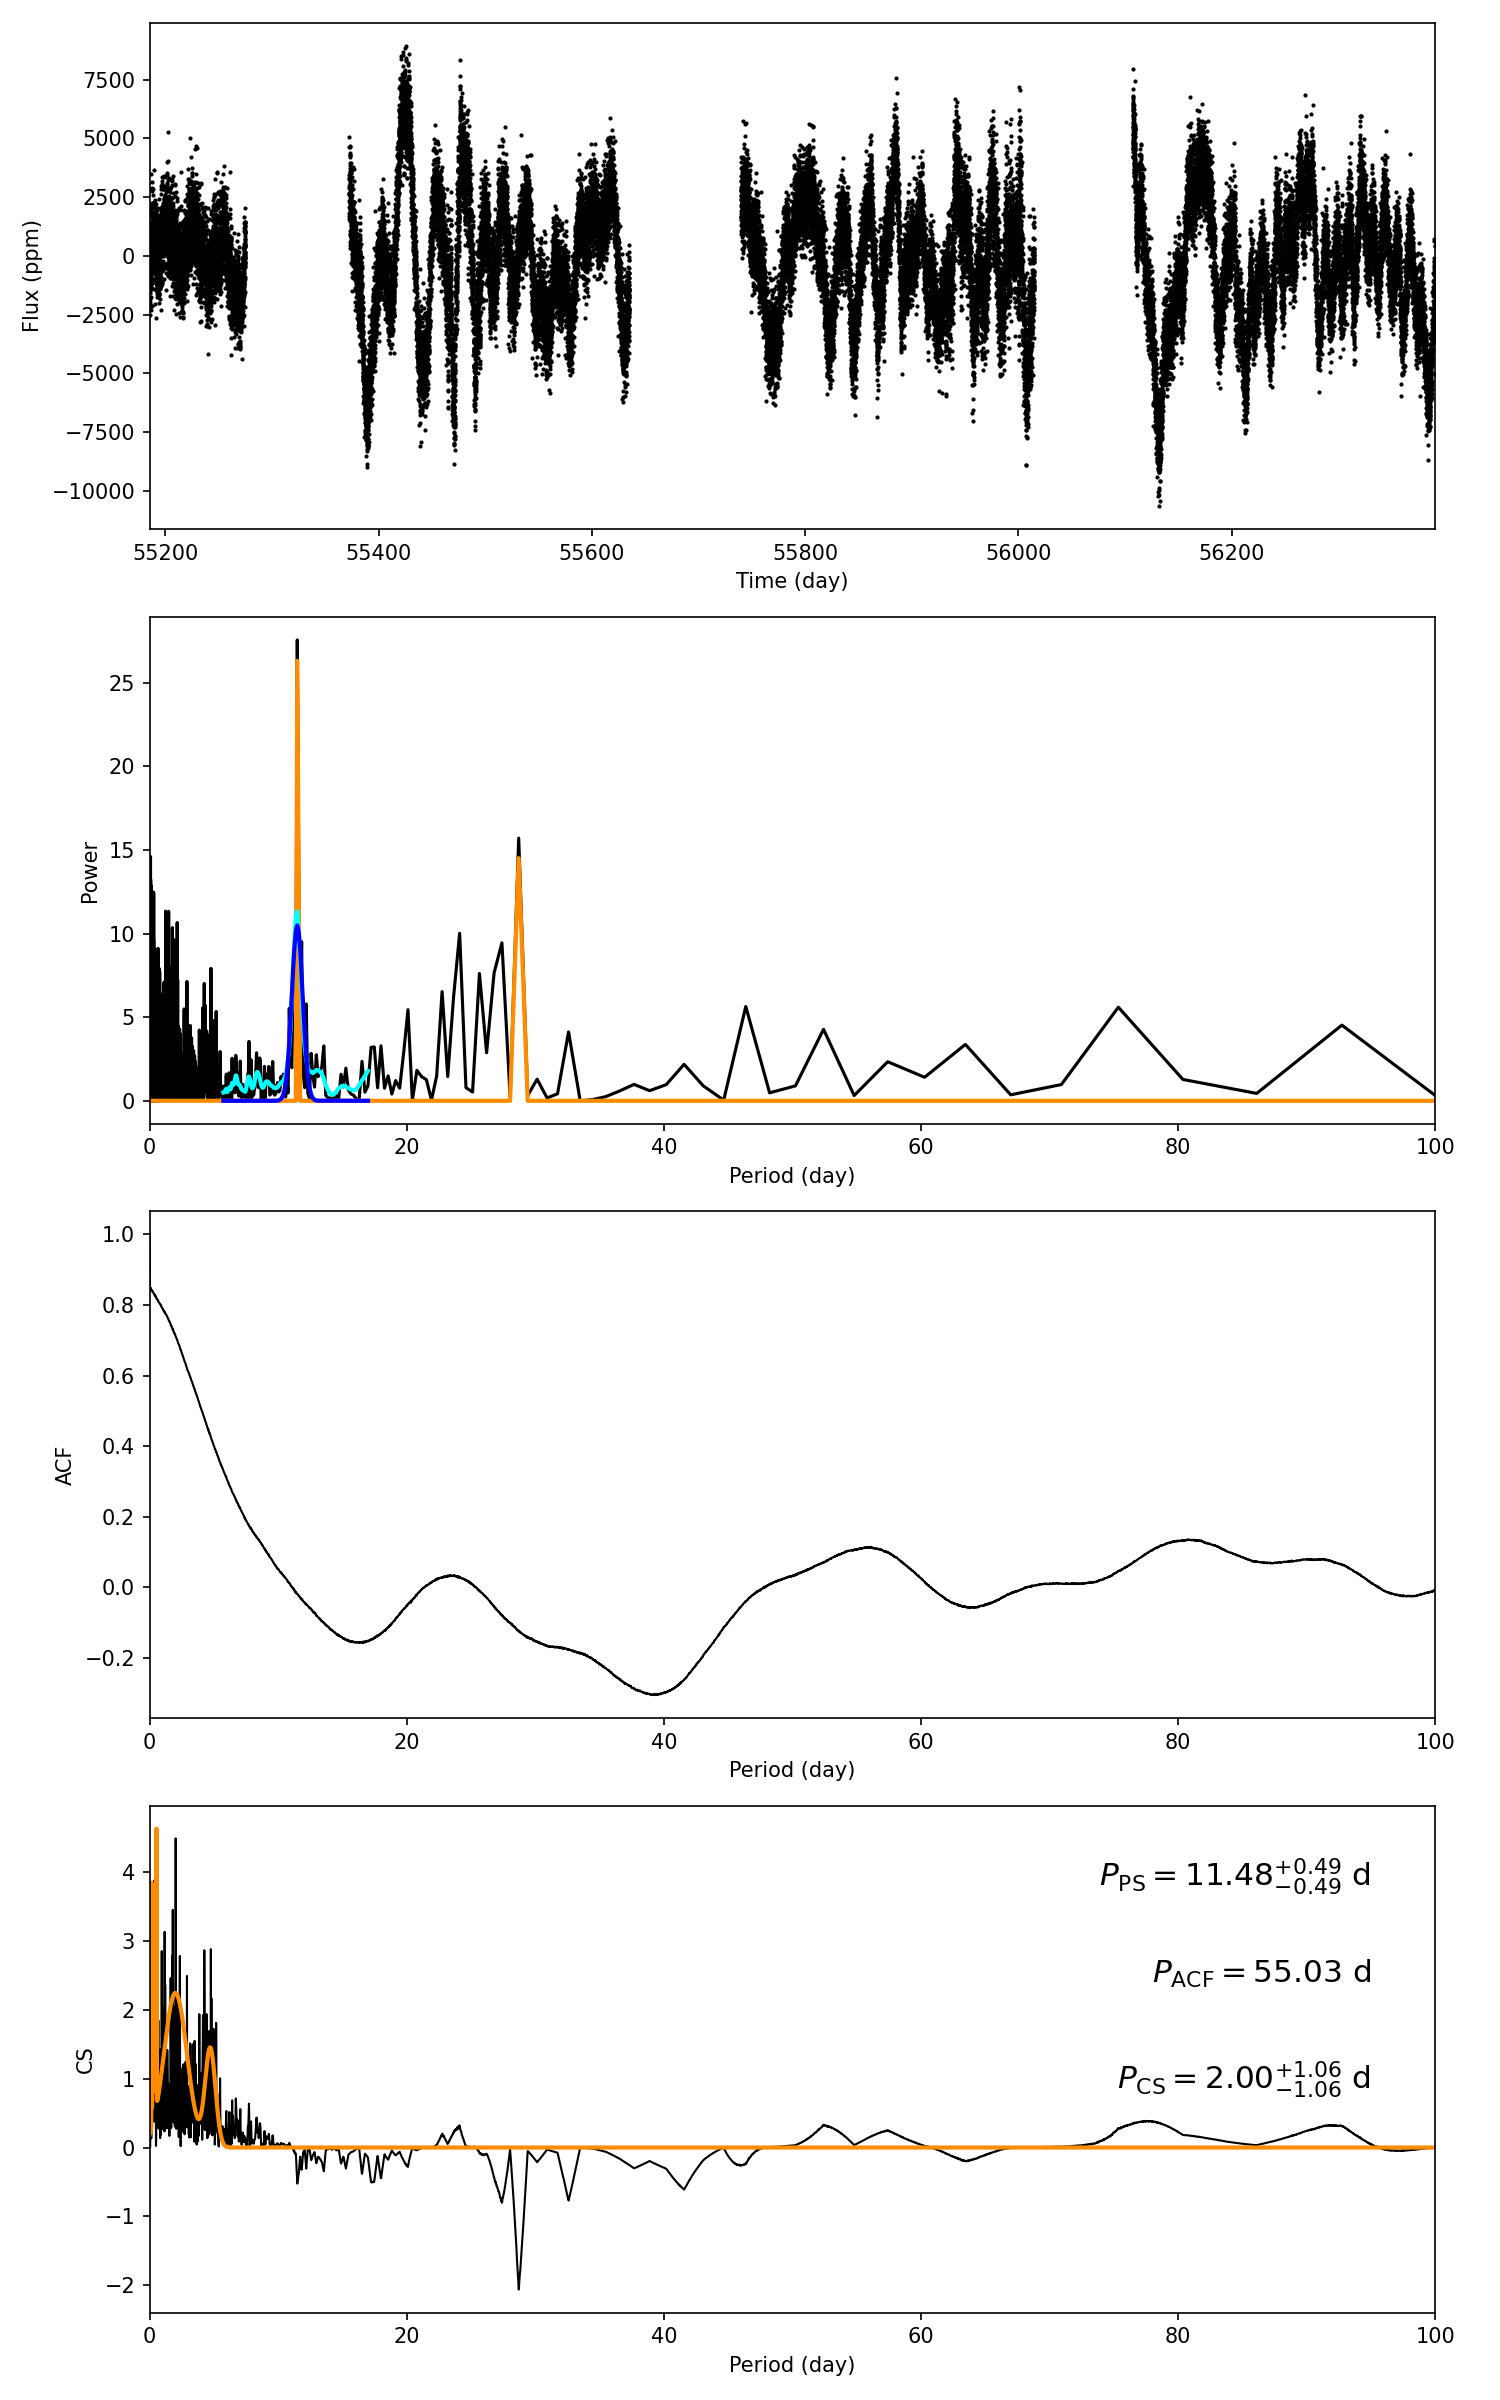 7500
5000
2500
0
−2500
−5000
−7500
−10000
Flux (ppm)
55200 55400 55600 55800 56000 56200
Time (day)
25
20
15
10
5
0
Power
0 20 40 60 80 100
Period (day)
1.0
0.8
0.6
0.4
0.2
0.0
−0.2
ACF
0 20 40 60 80 100
Period (day)
4
3
2
1
0
−1
−2
CS
P_PS = 11.48 +0.49 −0.49 d
P_ACF = 55.03 d
P_CS = 2.00 +1.06 −1.06 d
0 20 40 60 80 100
Period (day)